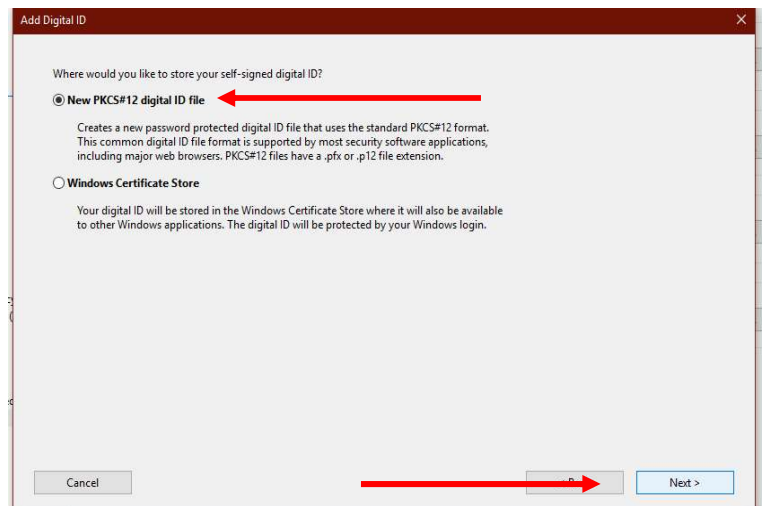 Add Digital ID
Where would you like to store your self-signed digital ID?
New PKCS#12 digital ID file
Creates a new password protected digital ID file that uses the standard PKCS#12 format.
This common digital ID file format is supported by most security software applications,
including major web browsers. PKCS#12 files have a .pfx or .p12 file extension.
Windows Certificate Store
Your digital ID will be stored in the Windows Certificate Store where it will also be available
to other Windows applications. The digital ID will be protected by your Windows login.
Cancel
Next >